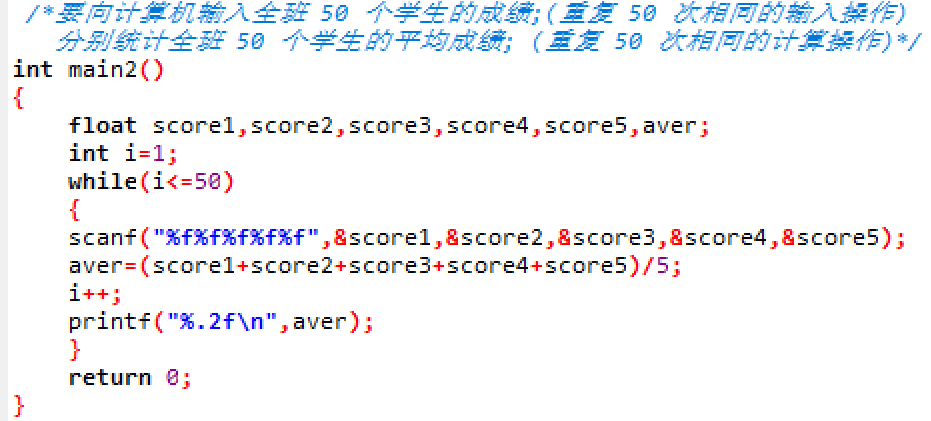 /*要向计算机输入全班 50 个学生的成绩;(重复 50 次相同的输入操作)
分别统计全班 50 个学生的平均成绩; (重复 50 次相同的计算操作)*/
int main2()
{
float score1,score2,score3,score4,score5,aver;
int i=1;
while(i<=50)
{
scanf("%f%f%f%f%f",&score1,&score2,&score3,&score4,&score5);
aver=(score1+score2+score3+score4+score5)/5;
i++;
printf("%.2f\n",aver);
}
return 0;
}